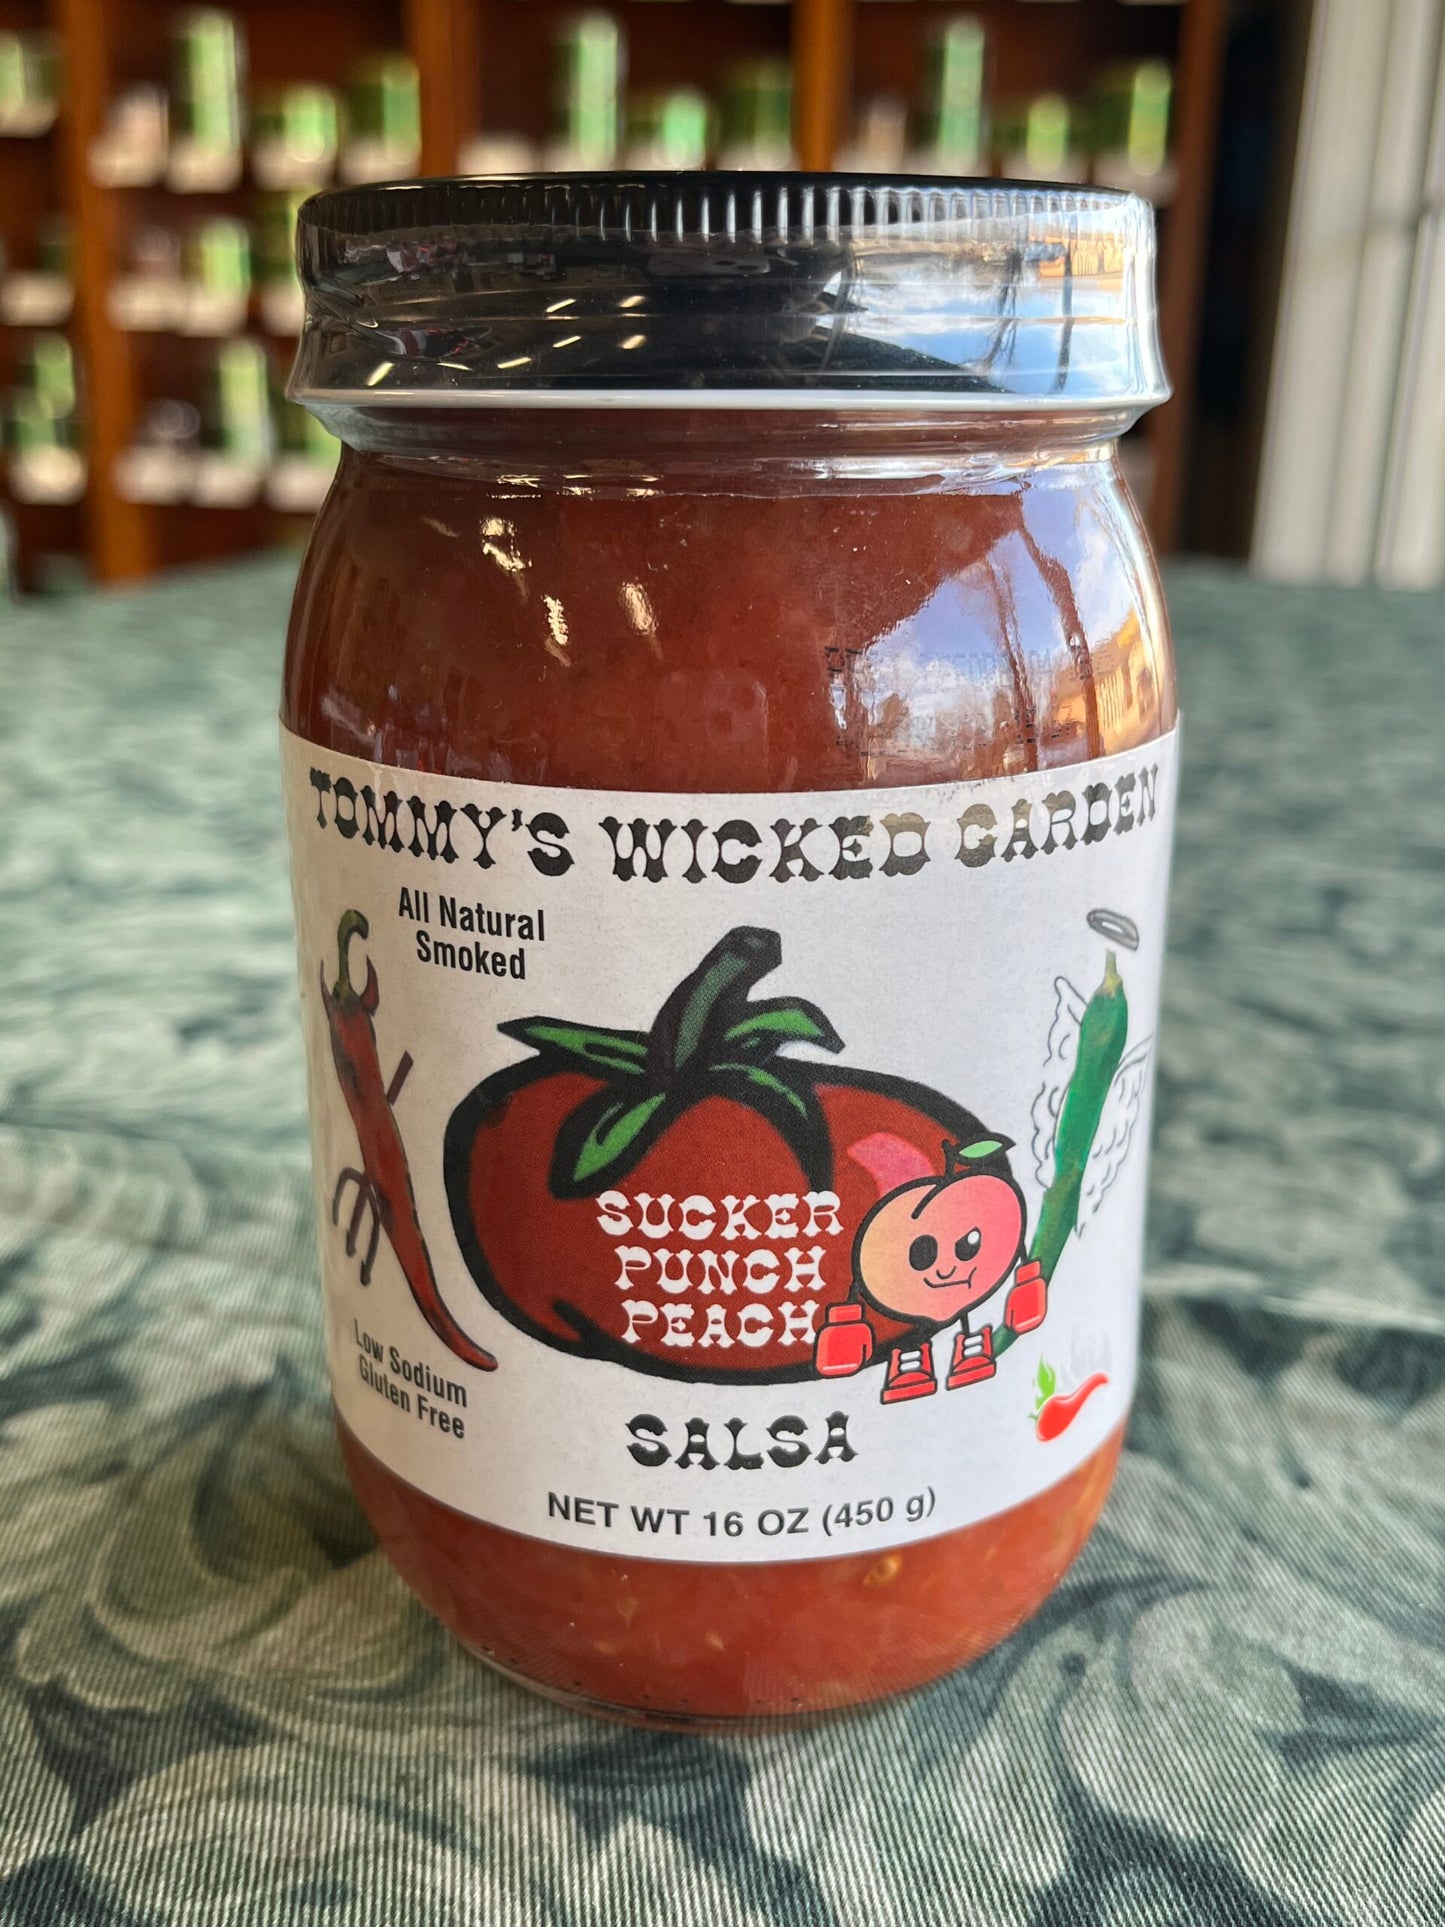 TOMMY'S WICKED GARDEN
All Natural
Smoked
SUCKER
PUNCH
PEACH
Low Sodium
Gluten Free
SALSA
NET WT 16 OZ (450 g)